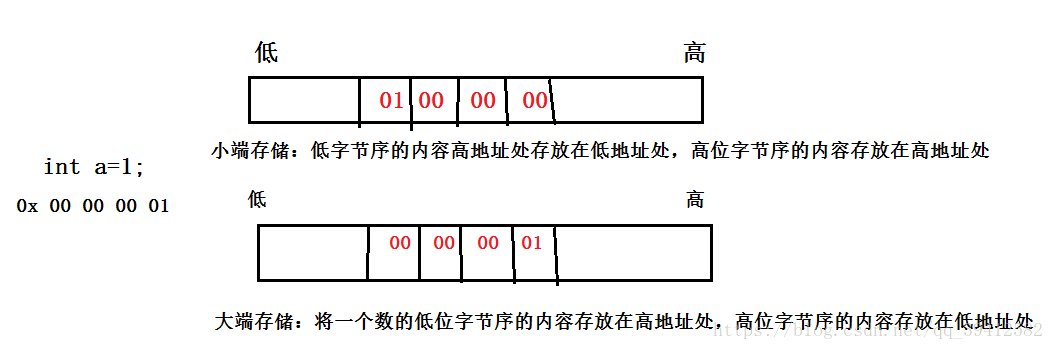 低 高
01 00 00 00
小端存储：低字节序的内容高地址处存放在低地址处，高位字节序的内容存放在高地址处
int a=1;
0x 00 00 00 01
低 高
00 00 00 01
大端存储：将一个数的低位字节序的内容存放在高地址处，高位字节序的内容存放在低地址处